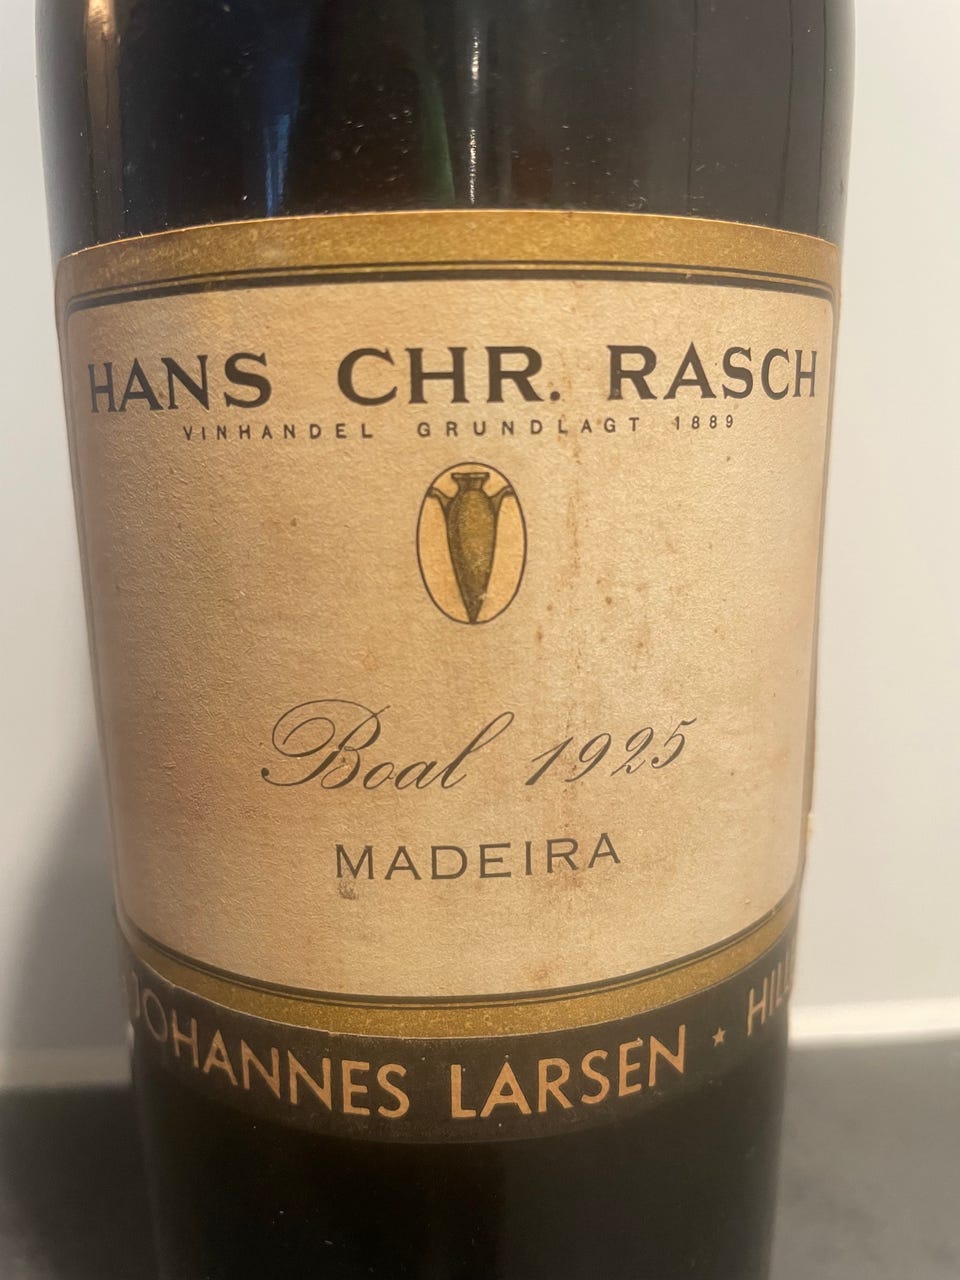 HANS CHR. RASCH
VINHANDEL GRUNDLAGT 1889
Boal 1925
MADEIRA
JOHANNES LARSEN ★